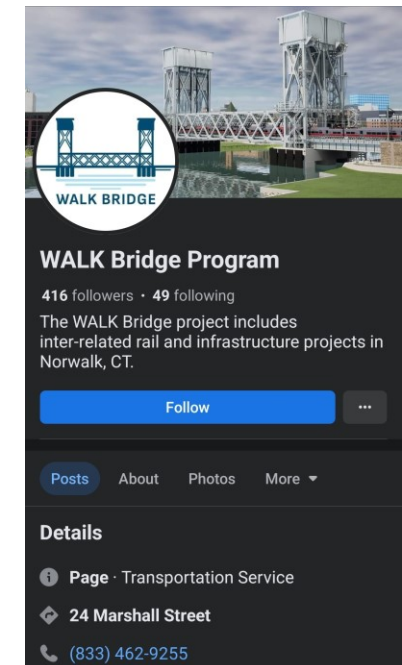 WALK BRIDGE
WALK Bridge Program
416 followers • 49 following
The WALK Bridge project includes
inter-related rail and infrastructure projects in
Norwalk, CT.
Follow
Posts About Photos More
Details
Page · Transportation Service
24 Marshall Street
(833) 462-9255